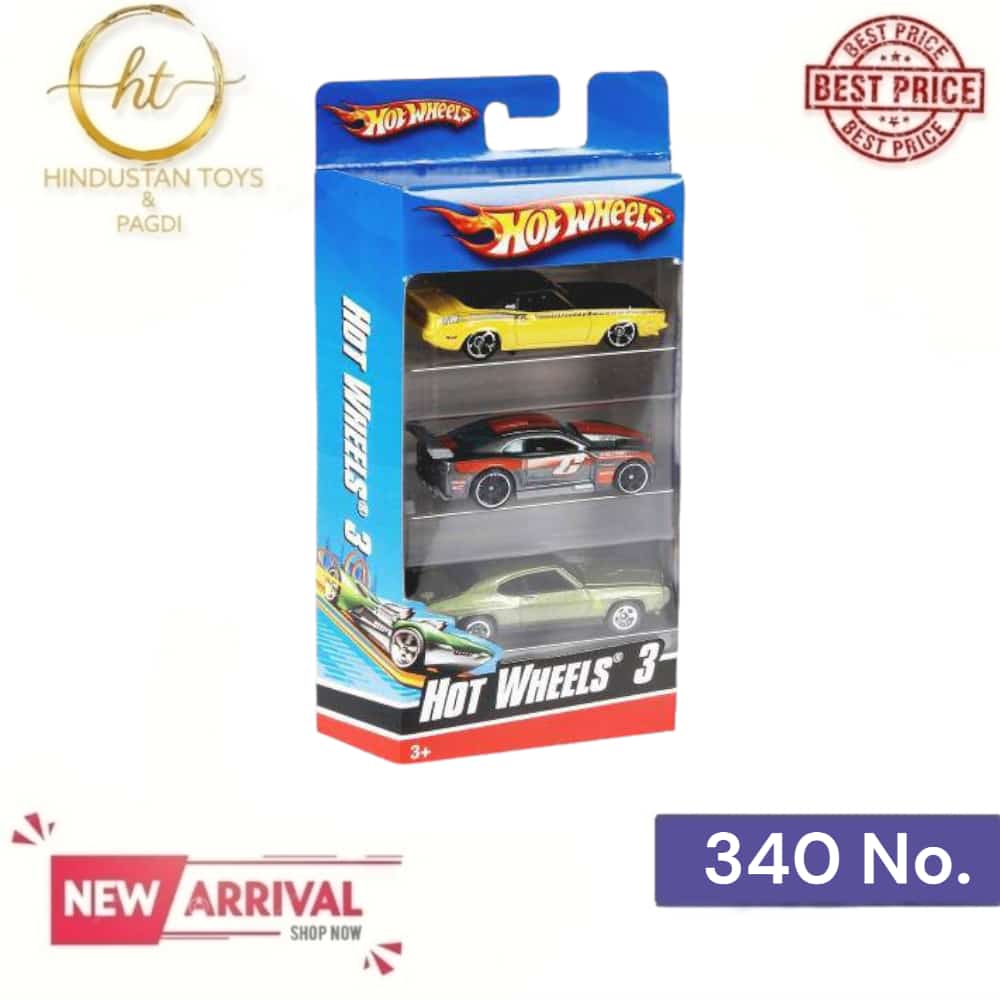 ht
HINDUSTAN TOYS
&
PAGDI
BEST PRICE
BEST PRICE
BEST PRICE
HOT WHEELS
HOT WHEELS
HOT WHEELS® 3
C
HOT WHEELS® 3
3+
NEW ARRIVAL
SHOP NOW
340 No.